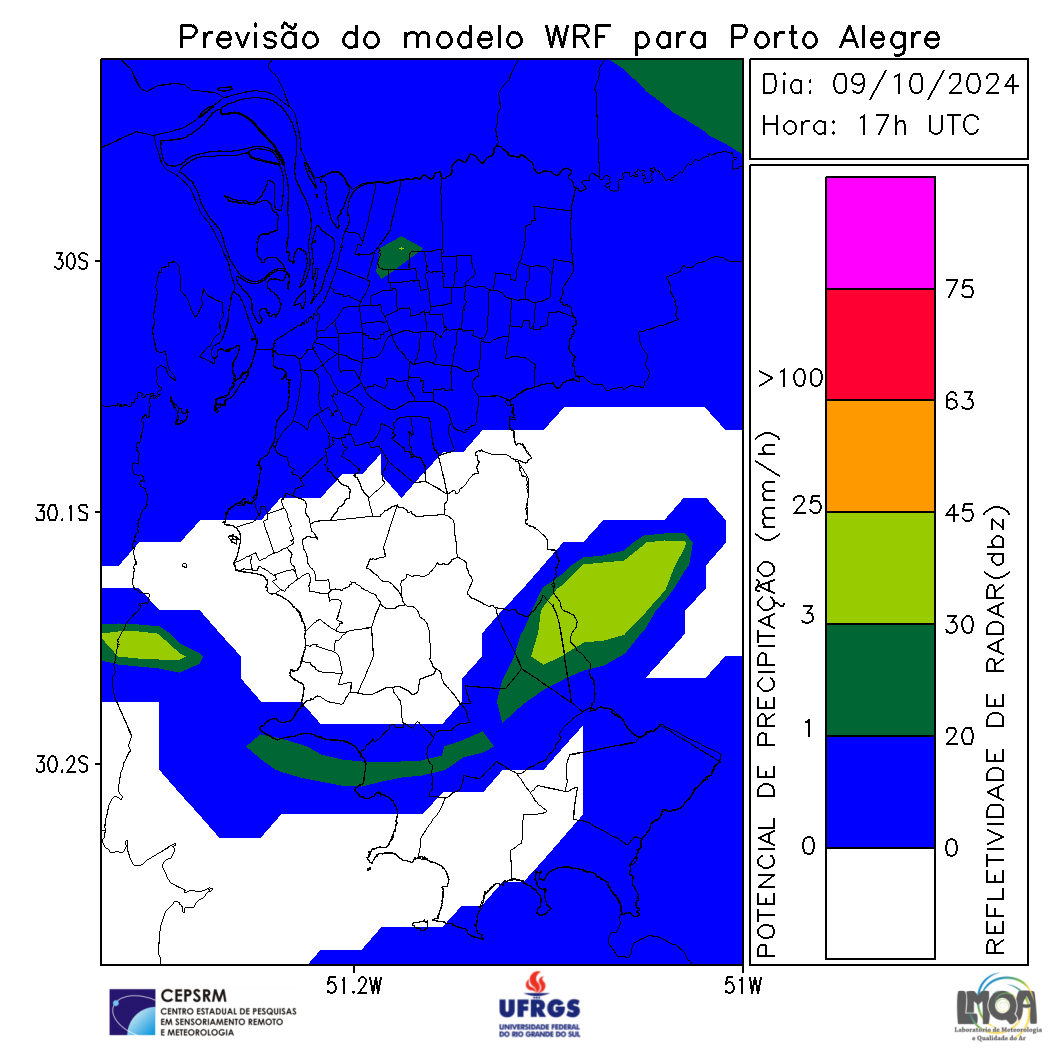 Previsão do modelo WRF para Porto Alegre
Dia: 09/10/2024
Hora: 17h UTC
30S
30.1S
30.2S
51.2W
51W
POTENCIAL DE PRECIPITAÇÃO (mm/h)
>100
25
3
1
0
75
63
45
30
20
0
REFLETIVIDADE DE RADAR(dbz)
CEPSRM
CENTRO ESTADUAL DE PESQUISAS
EM SENSORIAMENTO REMOTO
E METEOROLOGIA
UFRGS
UNIVERSIDADE FEDERAL
DO RIO GRANDE DO SUL
LMQA
Laboratório de Meteorologia
e Qualidade do Ar